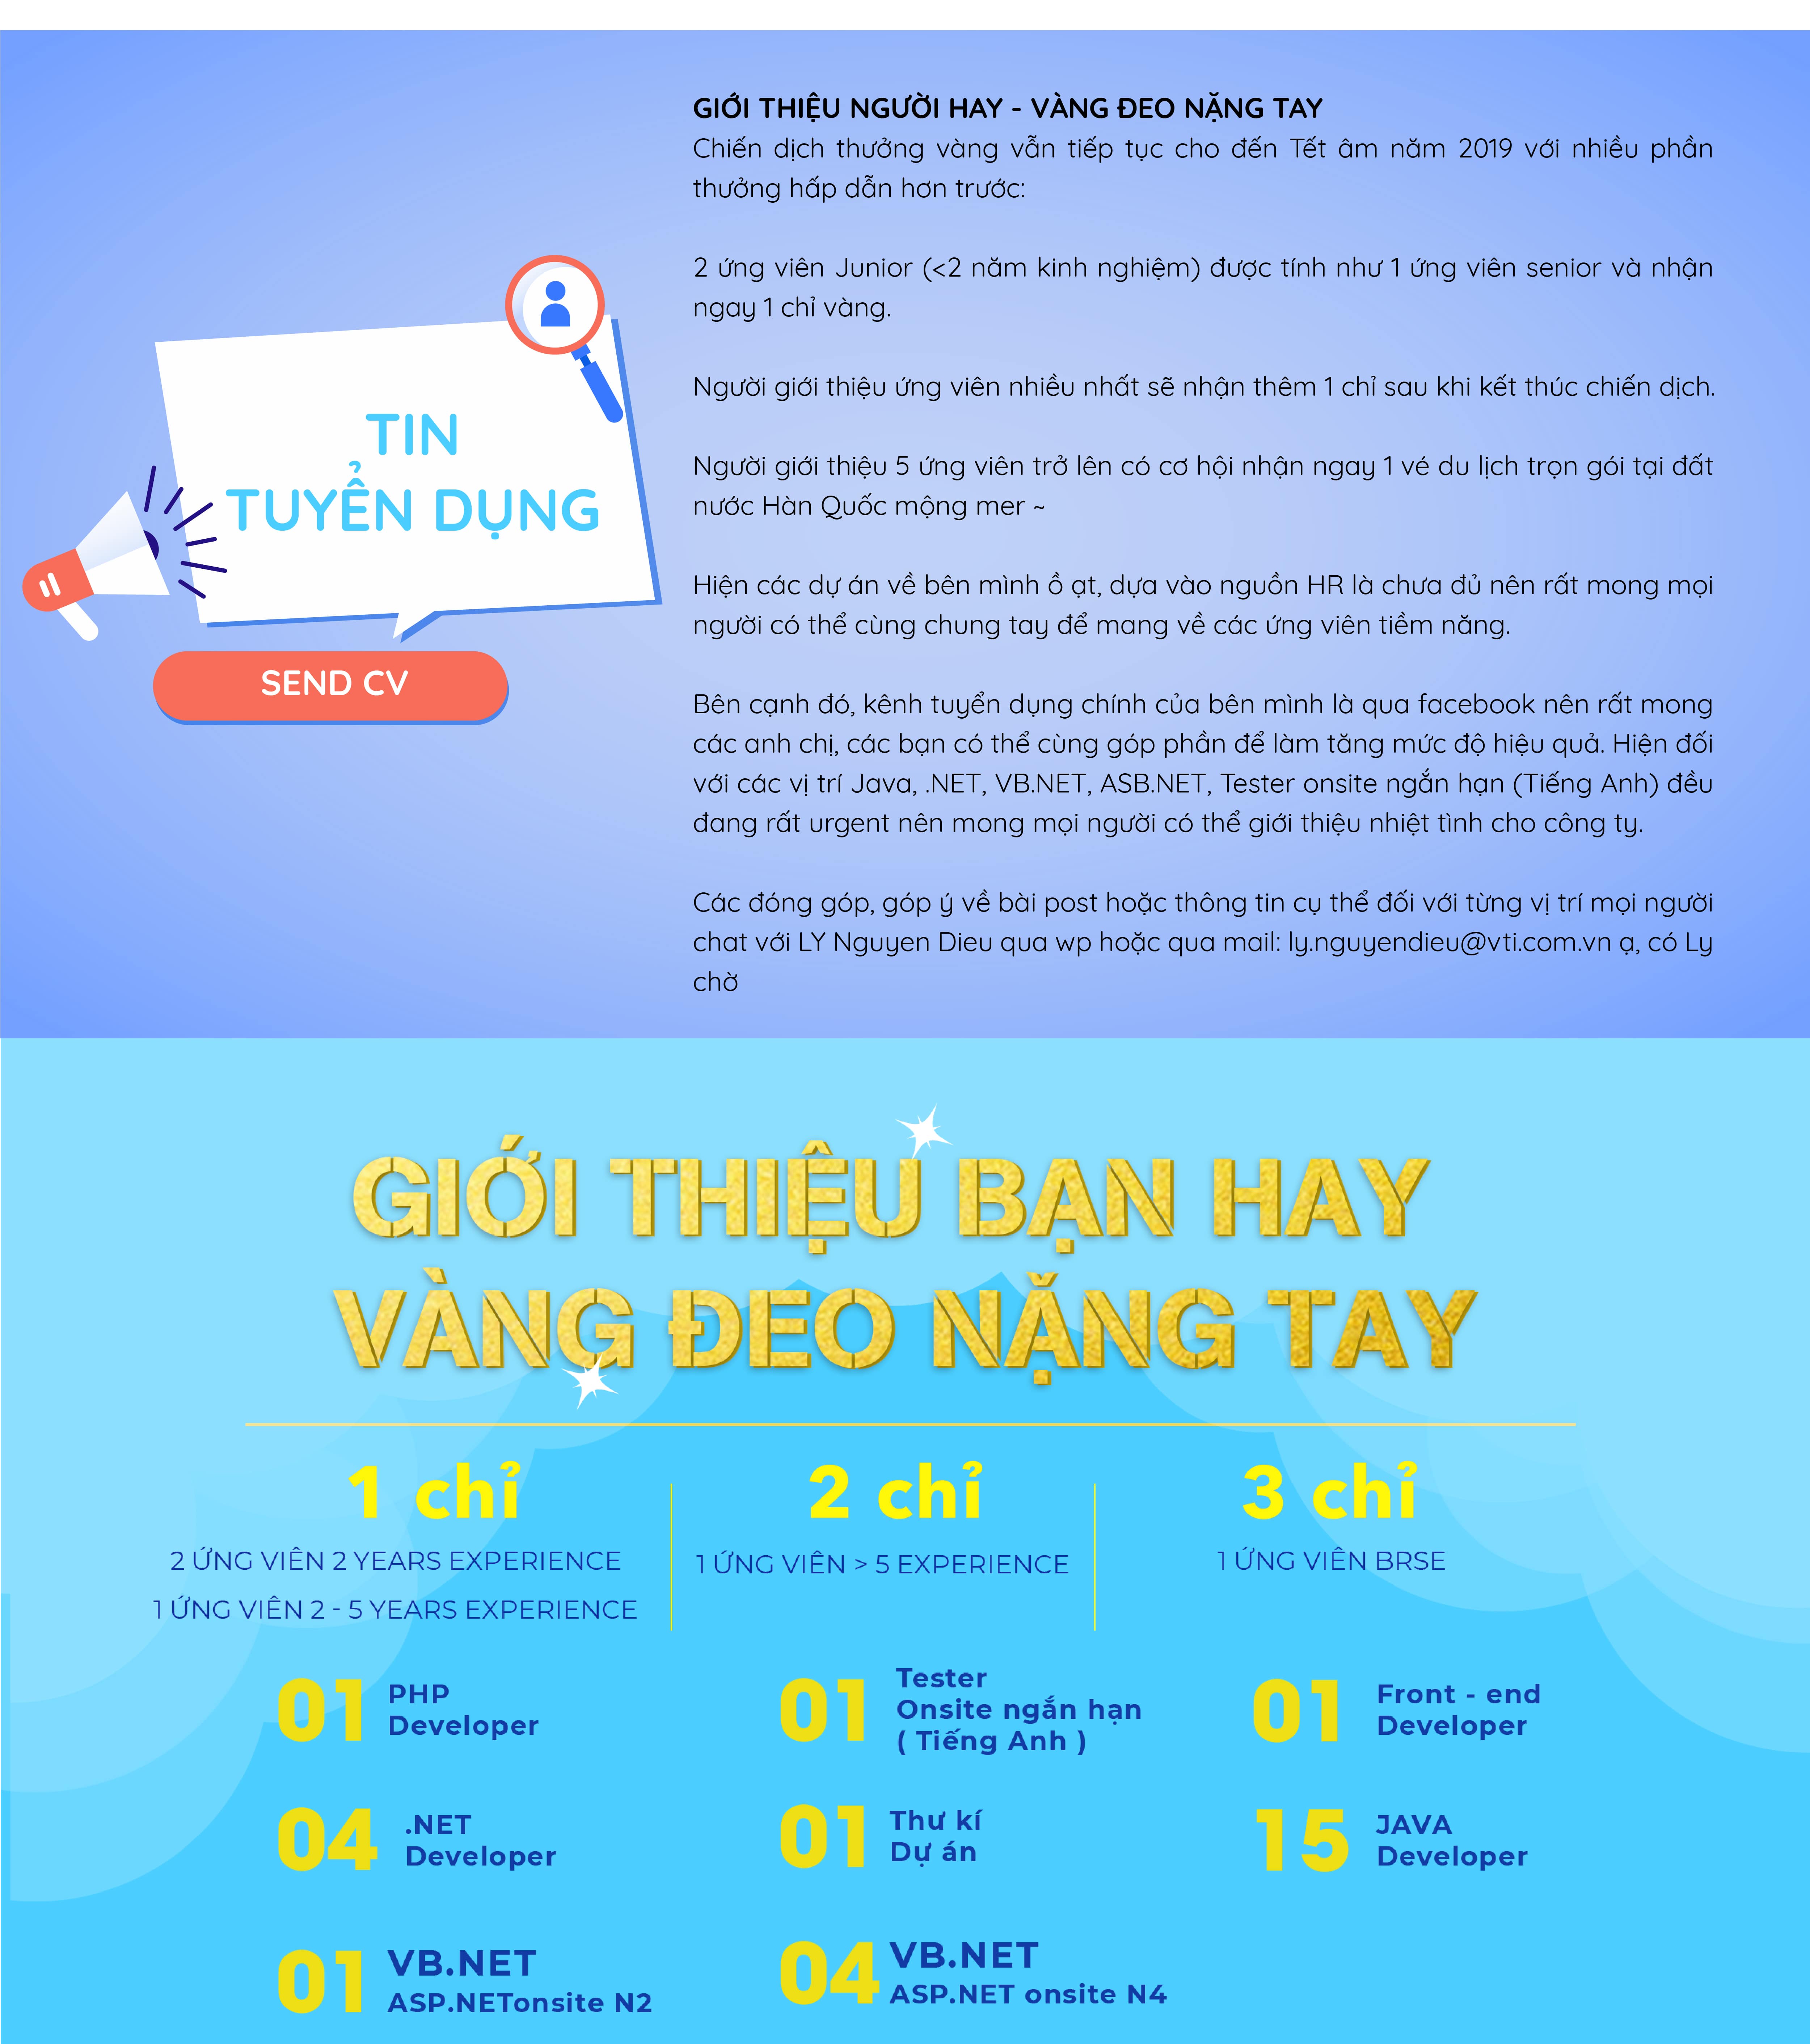 GIỚI THIỆU NGƯỜI HAY - VÀNG ĐEO NẶNG TAY
Chiến dịch thưởng vàng vẫn tiếp tục cho đến Tết âm năm 2019 với nhiều phần
thưởng hấp dẫn hơn trước:
2 ứng viên Junior (<2 năm kinh nghiệm) được tính như 1 ứng viên senior và nhận
ngay 1 chỉ vàng.
Người giới thiệu ứng viên nhiều nhất sẽ nhận thêm 1 chỉ sau khi kết thúc chiến dịch.
Người giới thiệu 5 ứng viên trở lên có cơ hội nhận ngay 1 vé du lịch trọn gói tại đất
nước Hàn Quốc mộng mer ~
Hiện các dự án về bên mình ồ ạt, dựa vào nguồn HR là chưa đủ nên rất mong mọi
người có thể cùng chung tay để mang về các ứng viên tiềm năng.
Bên cạnh đó, kênh tuyển dụng chính của bên mình là qua facebook nên rất mong
các anh chị, các bạn có thể cùng góp phần để làm tăng mức độ hiệu quả. Hiện đối
với các vị trí Java, .NET, VB.NET, ASB.NET, Tester onsite ngắn hạn (Tiếng Anh) đều
đang rất urgent nên mong mọi người có thể giới thiệu nhiệt tình cho công ty.
Các đóng góp, góp ý về bài post hoặc thông tin cụ thể đối với từng vị trí mọi người
chat với LY Nguyen Dieu qua wp hoặc qua mail: ly.nguyendieu@vti.com.vn ạ, có Ly
chờ
TIN
TUYỂN DỤNG
SEND CV
GIỚI THIỆU BẠN HAY
VÀNG ĐEO NẶNG TAY
1 chỉ
2 ỨNG VIÊN 2 YEARS EXPERIENCE
1 ỨNG VIÊN 2 - 5 YEARS EXPERIENCE
2 chỉ
1 ỨNG VIÊN > 5 EXPERIENCE
3 chỉ
1 ỨNG VIÊN BRSE
01 PHP
Developer
01 Tester
Onsite ngắn hạn
( Tiếng Anh )
01 Front - end
Developer
04 .NET
Developer
01 Thư kí
Dự án
15 JAVA
Developer
01 VB.NET
ASP.NETonsite N2
04 VB.NET
ASP.NET onsite N4